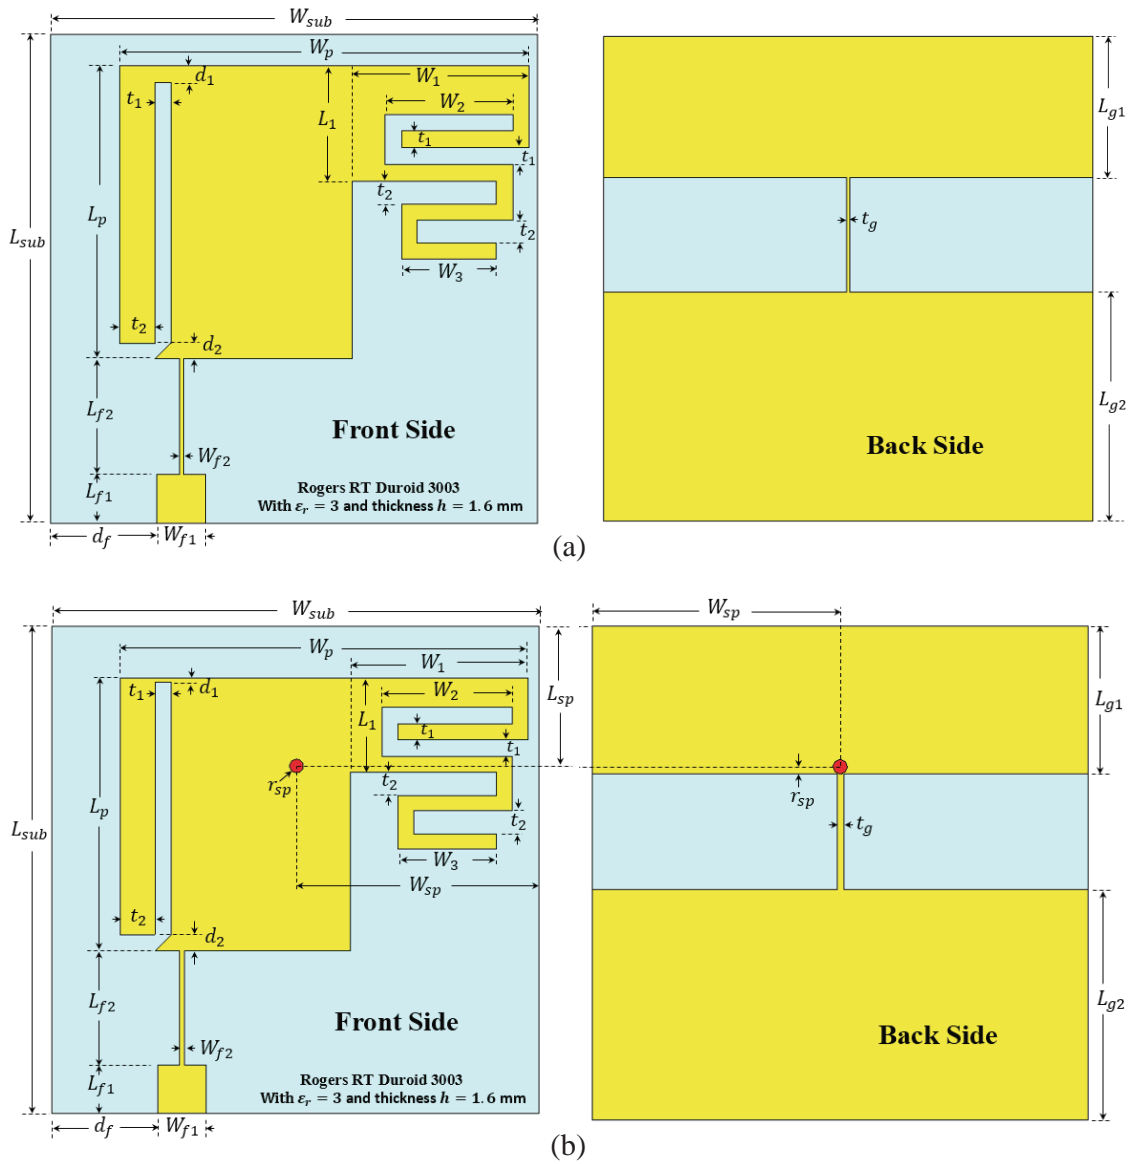 W_sub
W_p
W_1
d_1
t_1
W_2
L_1
t_1
t_1
t_2
L_p
L_sub
t_2
W_3
t_2
d_2
L_f2
Front Side
W_f2
L_f1
Rogers RT Duroid 3003
With ε_r = 3 and thickness h = 1.6 mm
d_f
W_f1
L_g1
t_g
L_g2
Back Side
(a)
W_sub
W_p
W_1
t_1
d_1
W_2
L_sp
L_1
t_1
t_1
r_sp
t_2
L_p
L_sub
t_2
W_3
W_sp
t_2
d_2
L_f2
Front Side
W_f2
L_f1
Rogers RT Duroid 3003
With ε_r = 3 and thickness h = 1.6 mm
d_f
W_f1
W_sp
L_g1
r_sp
t_g
L_g2
Back Side
(b)